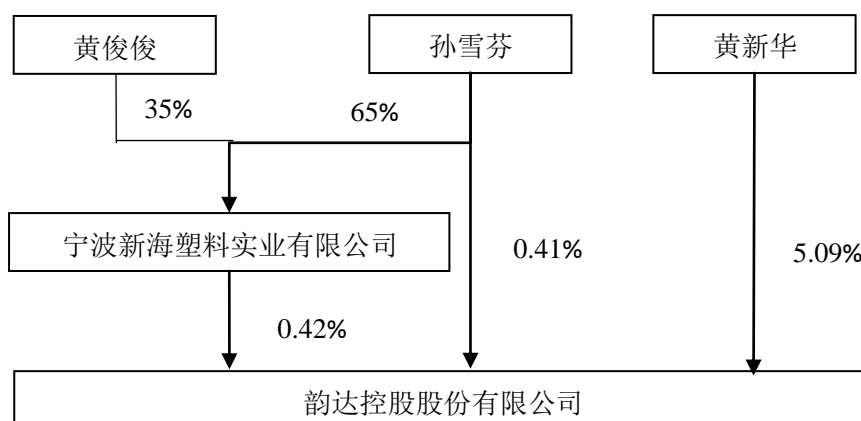 黄俊俊
孙雪芬
黄新华
35%
65%
宁波新海塑料实业有限公司
0.41%
5.09%
0.42%
韵达控股股份有限公司